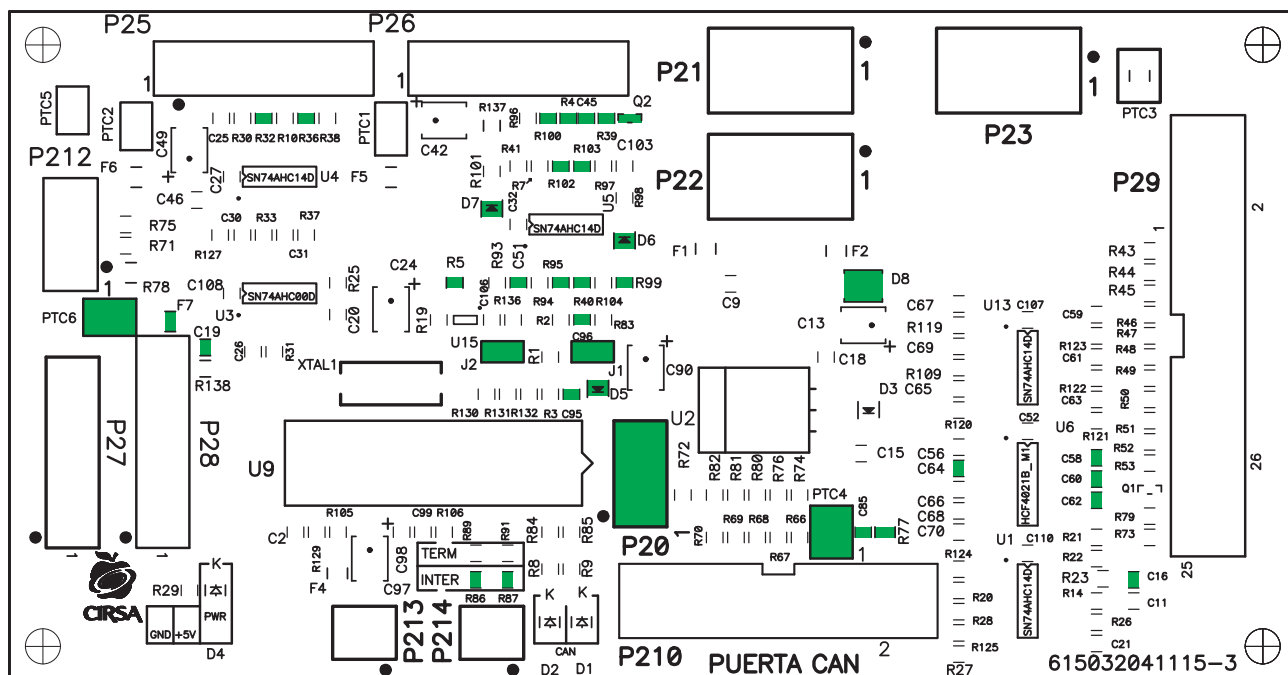 P25
P26
P21
1
P23
1
PTC3
PTC5
PTC2
1
C49
C25 R30 R32 R10 R36 R38
PTC1
1
C42
R137
R96
R4 C45
Q2
R100
R39
P212
F6
C46
C27
SN74AHC14D
U4
F5
R101
R41
R7
R103
C103
R102
R97
U5
R98
P22
1
P29
2
D7
C32
SN74AHC14D
D6
R75
R71
R127
C30 R33 R37
C31
R78
1
C108
SN74AHC00D
U3
R25
C20
C24
R19
R5
R93
C51
R95
R99
C106
R136
R94
R40
R104
R2
R83
F1
F2
C9
D8
C13
C18
C67
R119
C69
R109
C65
U13
C107
SN74AHC14D
C59
R123
C61
R122
C63
1
R43
R44
R45
R46
R47
R48
R49
R50
R51
R52
R53
PTC6
F7
C19
C26
R31
R138
XTAL1
U15
J2
R1
C96
J1
D5
C90
R130
R131
R132
R3
C95
U2
D3
C15
R120
C52
U6
R121
HCF4021B_M1
P27
P28
1
1
U9
P20
1
R72
R82
R81
R80
R76
R74
C56
C64
C66
C68
C70
C58
C60
C62
Q1
R79
R73
26
25
PTC4
C85
R77
R70
R69
R68
R66
R67
C2
R105
R129
F4
C98
C97
C99
R106
R89
R91
R84
R85
R8
R9
TERM
INTER
R86
R87
CIRSA
R29
K
PWR
GND
+5V
D4
P213
P214
K
K
CAN
D2
D1
P210
1
2
PUERTA CAN
R124
R20
R28
R125
R27
U1
C110
SN74AHC14D
R21
R22
R23
R14
C16
C11
R26
C21
615032041115-3